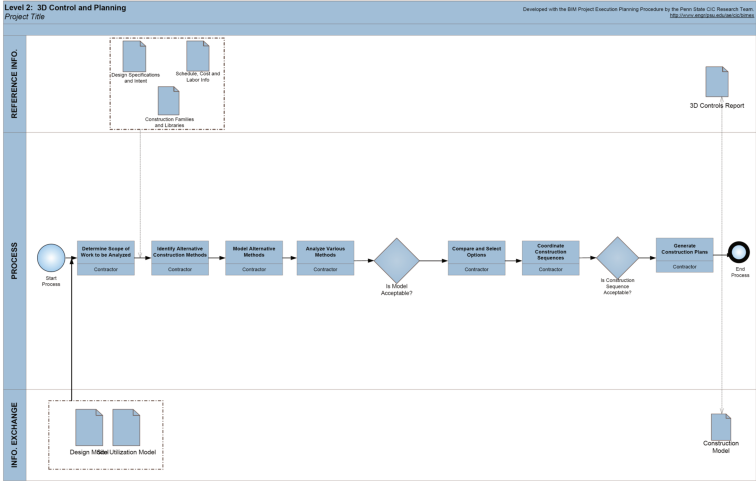 Level 2: 3D Control and Planning
Project Title
Developed with the BIM Project Execution Planning Procedure by the Penn State CIC Research Team.
http://www.engr.psu.edu/ae/cic/bimex
REFERENCE INFO.
Design Specifications
and Intent
Schedule, Cost and
Labor Info
Construction Families
and Libraries
3D Controls Report
PROCESS
Start
Process
Determine Scope of
Work to be Analyzed
Contractor
Identify Alternative
Construction Methods
Contractor
Model Alternative
Methods
Contractor
Analyze Various
Methods
Contractor
Is Model
Acceptable?
Compare and Select
Options
Contractor
Coordinate
Construction
Sequences
Contractor
Is Construction
Sequence
Acceptable?
Generate
Construction Plans
Contractor
End
Process
INFO. EXCHANGE
Design Model
Site Utilization Model
Construction
Model